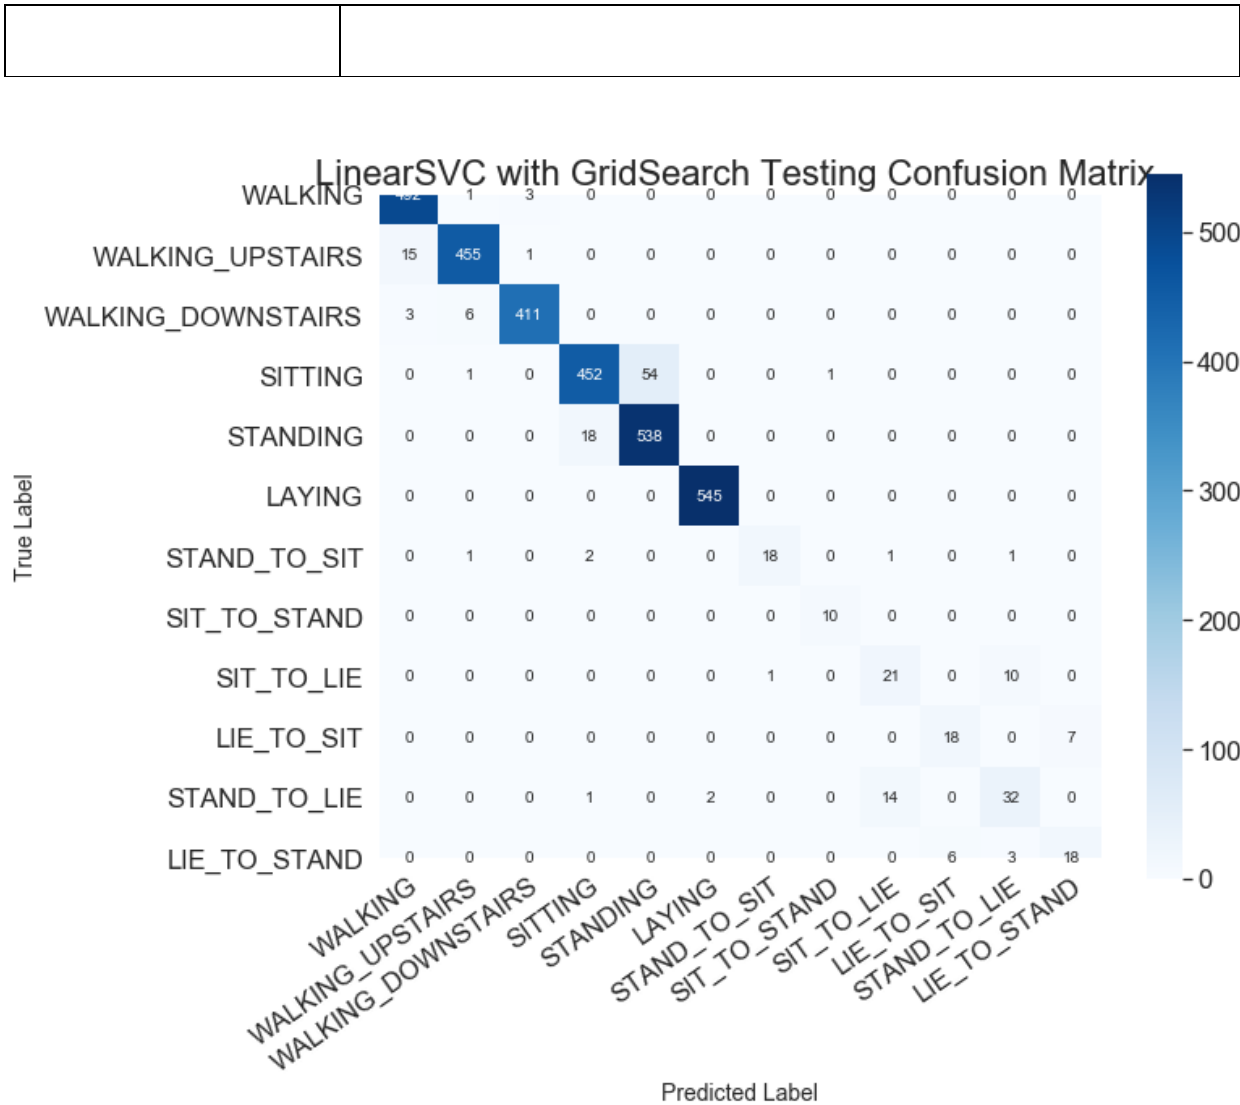 LinearSVC with GridSearch Testing Confusion Matrix
WALKING 492 1 3 0 0 0 0 0 0 0 0 0
WALKING_UPSTAIRS 15 455 1 0 0 0 0 0 0 0 0 0
WALKING_DOWNSTAIRS 3 6 411 0 0 0 0 0 0 0 0 0
SITTING 0 1 0 452 54 0 0 1 0 0 0 0
STANDING 0 0 0 18 538 0 0 0 0 0 0 0
LAYING 0 0 0 0 0 545 0 0 0 0 0 0
STAND_TO_SIT 0 1 0 2 0 0 18 0 1 0 1 0
SIT_TO_STAND 0 0 0 0 0 0 0 10 0 0 0 0
SIT_TO_LIE 0 0 0 0 0 0 1 0 21 0 10 0
LIE_TO_SIT 0 0 0 0 0 0 0 0 0 18 0 7
STAND_TO_LIE 0 0 0 1 0 2 0 0 14 0 32 0
LIE_TO_STAND 0 0 0 0 0 0 0 0 0 6 3 18
True Label
WALKING
WALKING_UPSTAIRS
WALKING_DOWNSTAIRS
SITTING
STANDING
LAYING
STAND_TO_SIT
SIT_TO_STAND
SIT_TO_LIE
LIE_TO_SIT
STAND_TO_LIE
LIE_TO_STAND
Predicted Label
500
400
300
200
100
0